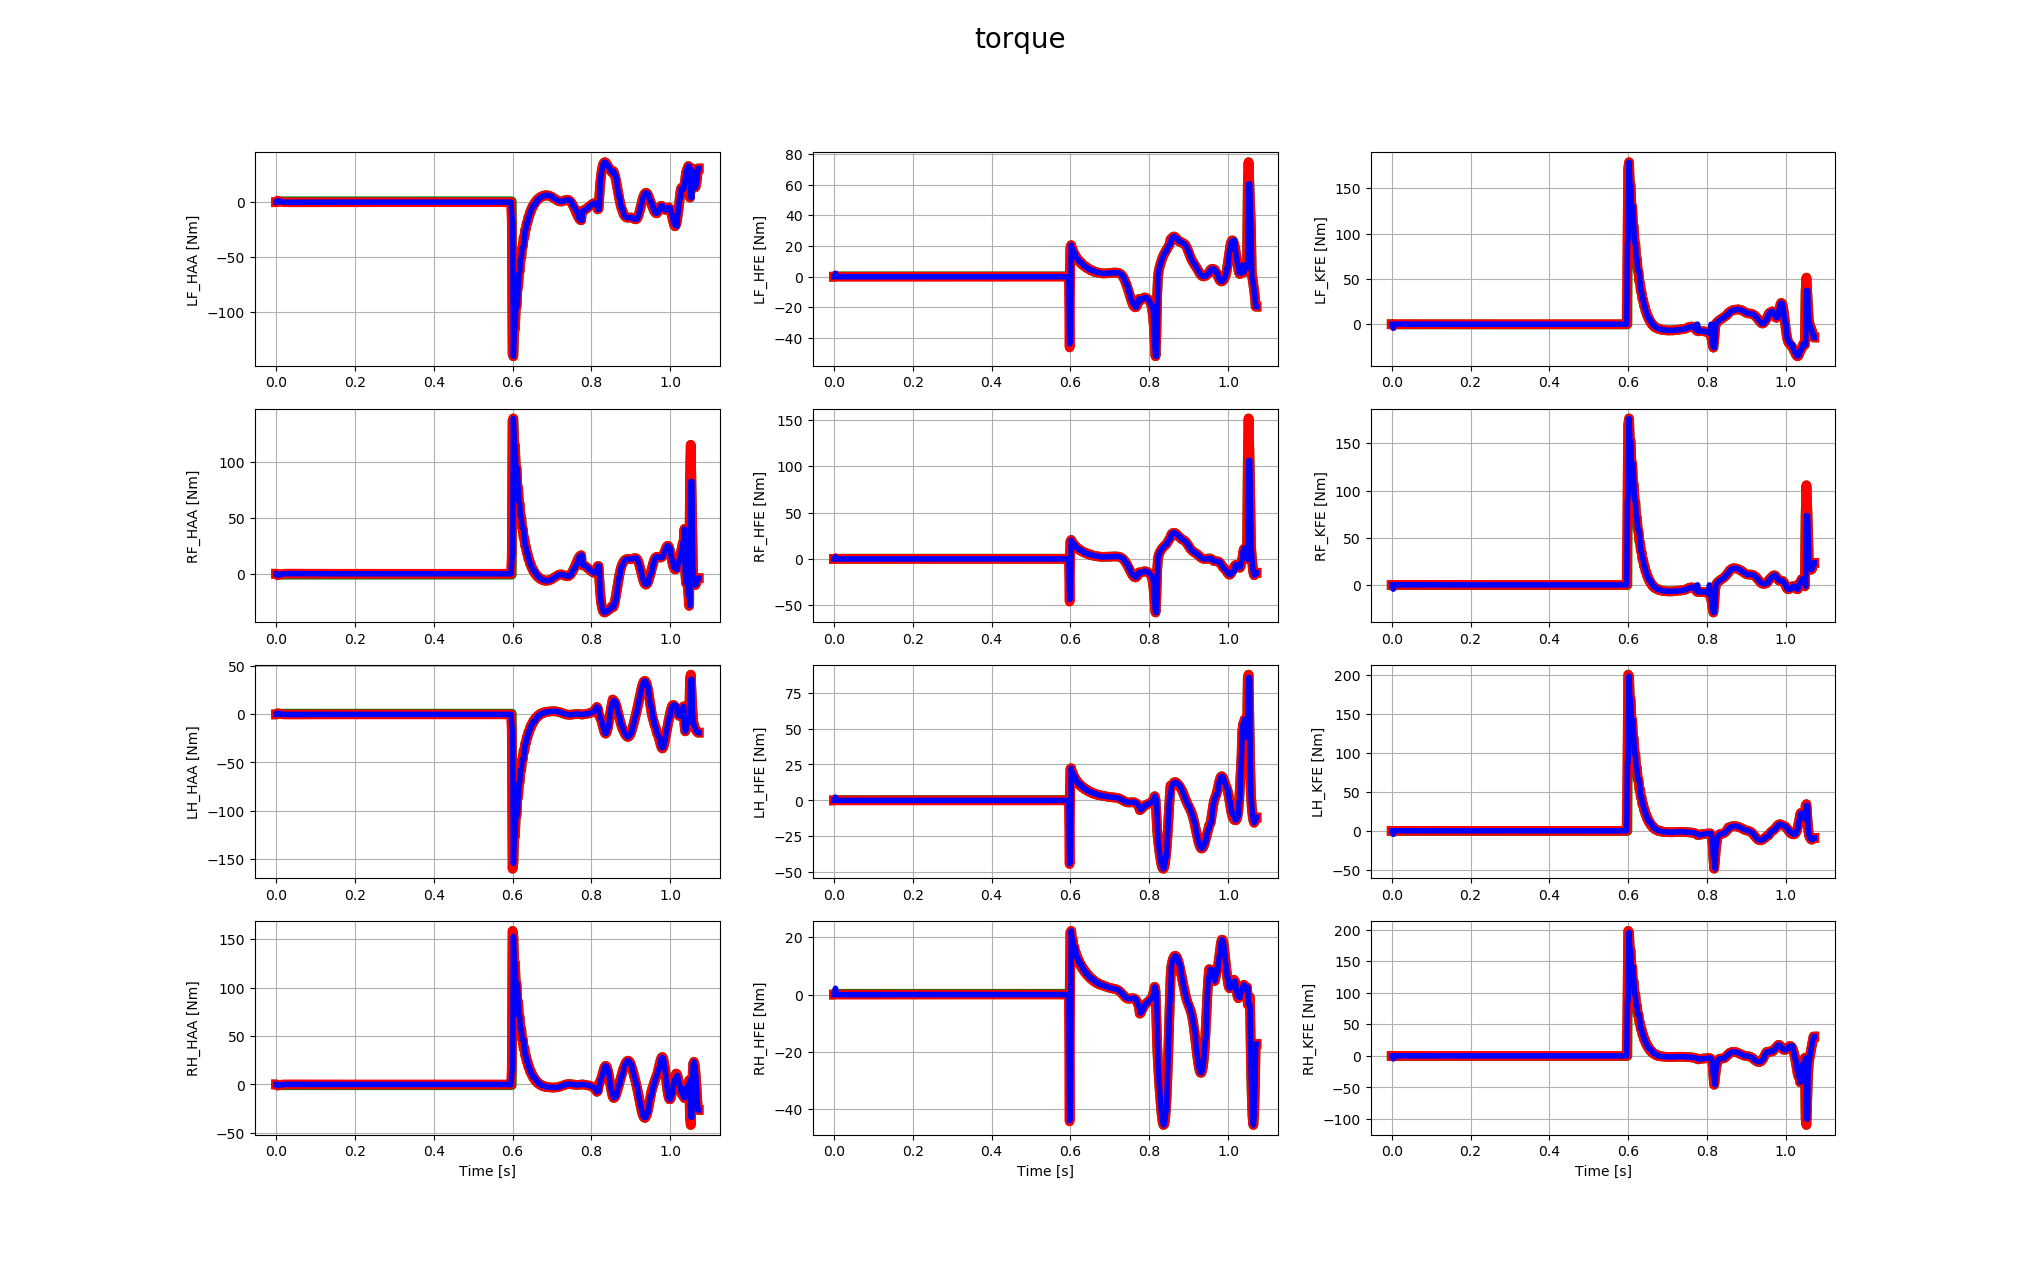 torque
LF_HAA [Nm]
0
−50
−100
0.0 0.2 0.4 0.6 0.8 1.0
LF_HFE [Nm]
80
60
40
20
0
−20
−40
0.0 0.2 0.4 0.6 0.8 1.0
LF_KFE [Nm]
150
100
50
0
0.0 0.2 0.4 0.6 0.8 1.0
RF_HAA [Nm]
100
50
0
0.0 0.2 0.4 0.6 0.8 1.0
RF_HFE [Nm]
150
100
50
0
−50
0.0 0.2 0.4 0.6 0.8 1.0
RF_KFE [Nm]
150
100
50
0
0.0 0.2 0.4 0.6 0.8 1.0
LH_HAA [Nm]
50
0
−50
−100
−150
0.0 0.2 0.4 0.6 0.8 1.0
LH_HFE [Nm]
75
50
25
0
−25
−50
0.0 0.2 0.4 0.6 0.8 1.0
LH_KFE [Nm]
200
150
100
50
0
−50
0.0 0.2 0.4 0.6 0.8 1.0
RH_HAA [Nm]
150
100
50
0
−50
0.0 0.2 0.4 0.6 0.8 1.0
Time [s]
RH_HFE [Nm]
20
0
−20
−40
0.0 0.2 0.4 0.6 0.8 1.0
Time [s]
RH_KFE [Nm]
200
150
100
50
0
−50
−100
0.0 0.2 0.4 0.6 0.8 1.0
Time [s]